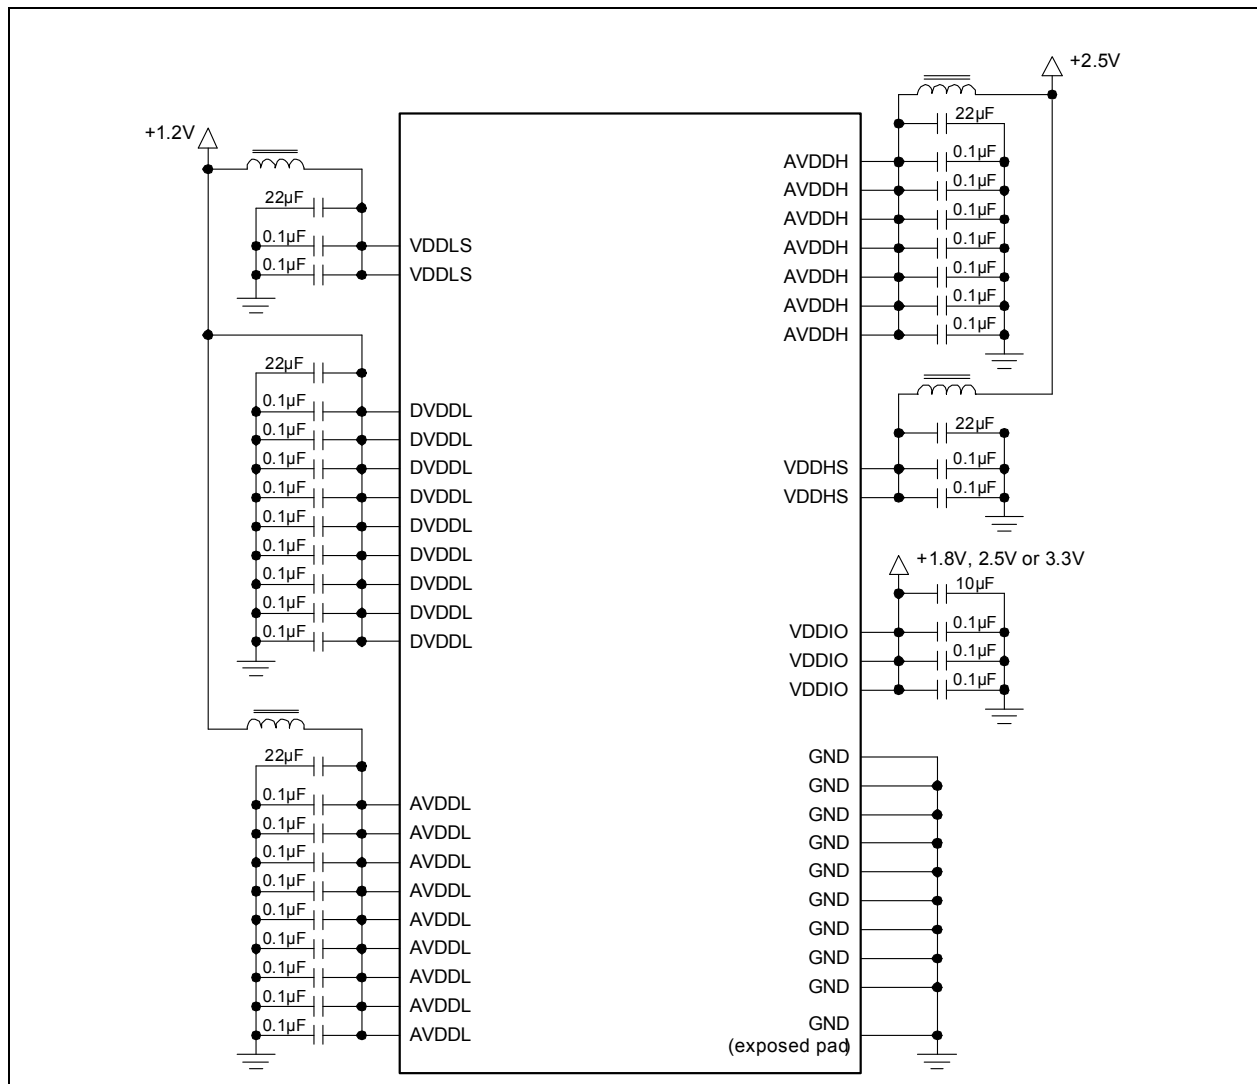 +2.5V
22µF
+1.2V
0.1µF
AVDDH
0.1µF
AVDDH
22µF
0.1µF
AVDDH
0.1µF
VDDLS
0.1µF
AVDDH
0.1µF
VDDLS
0.1µF
AVDDH
0.1µF
AVDDH
0.1µF
AVDDH
22µF
0.1µF
DVDDL
22µF
0.1µF
DVDDL
0.1µF
DVDDL
VDDHS
0.1µF
0.1µF
DVDDL
VDDHS
0.1µF
0.1µF
DVDDL
0.1µF
DVDDL
+1.8V, 2.5V or 3.3V
0.1µF
DVDDL
10µF
0.1µF
DVDDL
VDDIO
0.1µF
0.1µF
DVDDL
VDDIO
0.1µF
VDDIO
0.1µF
22µF
GND
GND
0.1µF
AVDDL
GND
0.1µF
AVDDL
GND
0.1µF
AVDDL
GND
0.1µF
AVDDL
GND
0.1µF
AVDDL
GND
0.1µF
AVDDL
GND
0.1µF
AVDDL
GND
0.1µF
AVDDL
GND
0.1µF
AVDDL
(exposed pad)